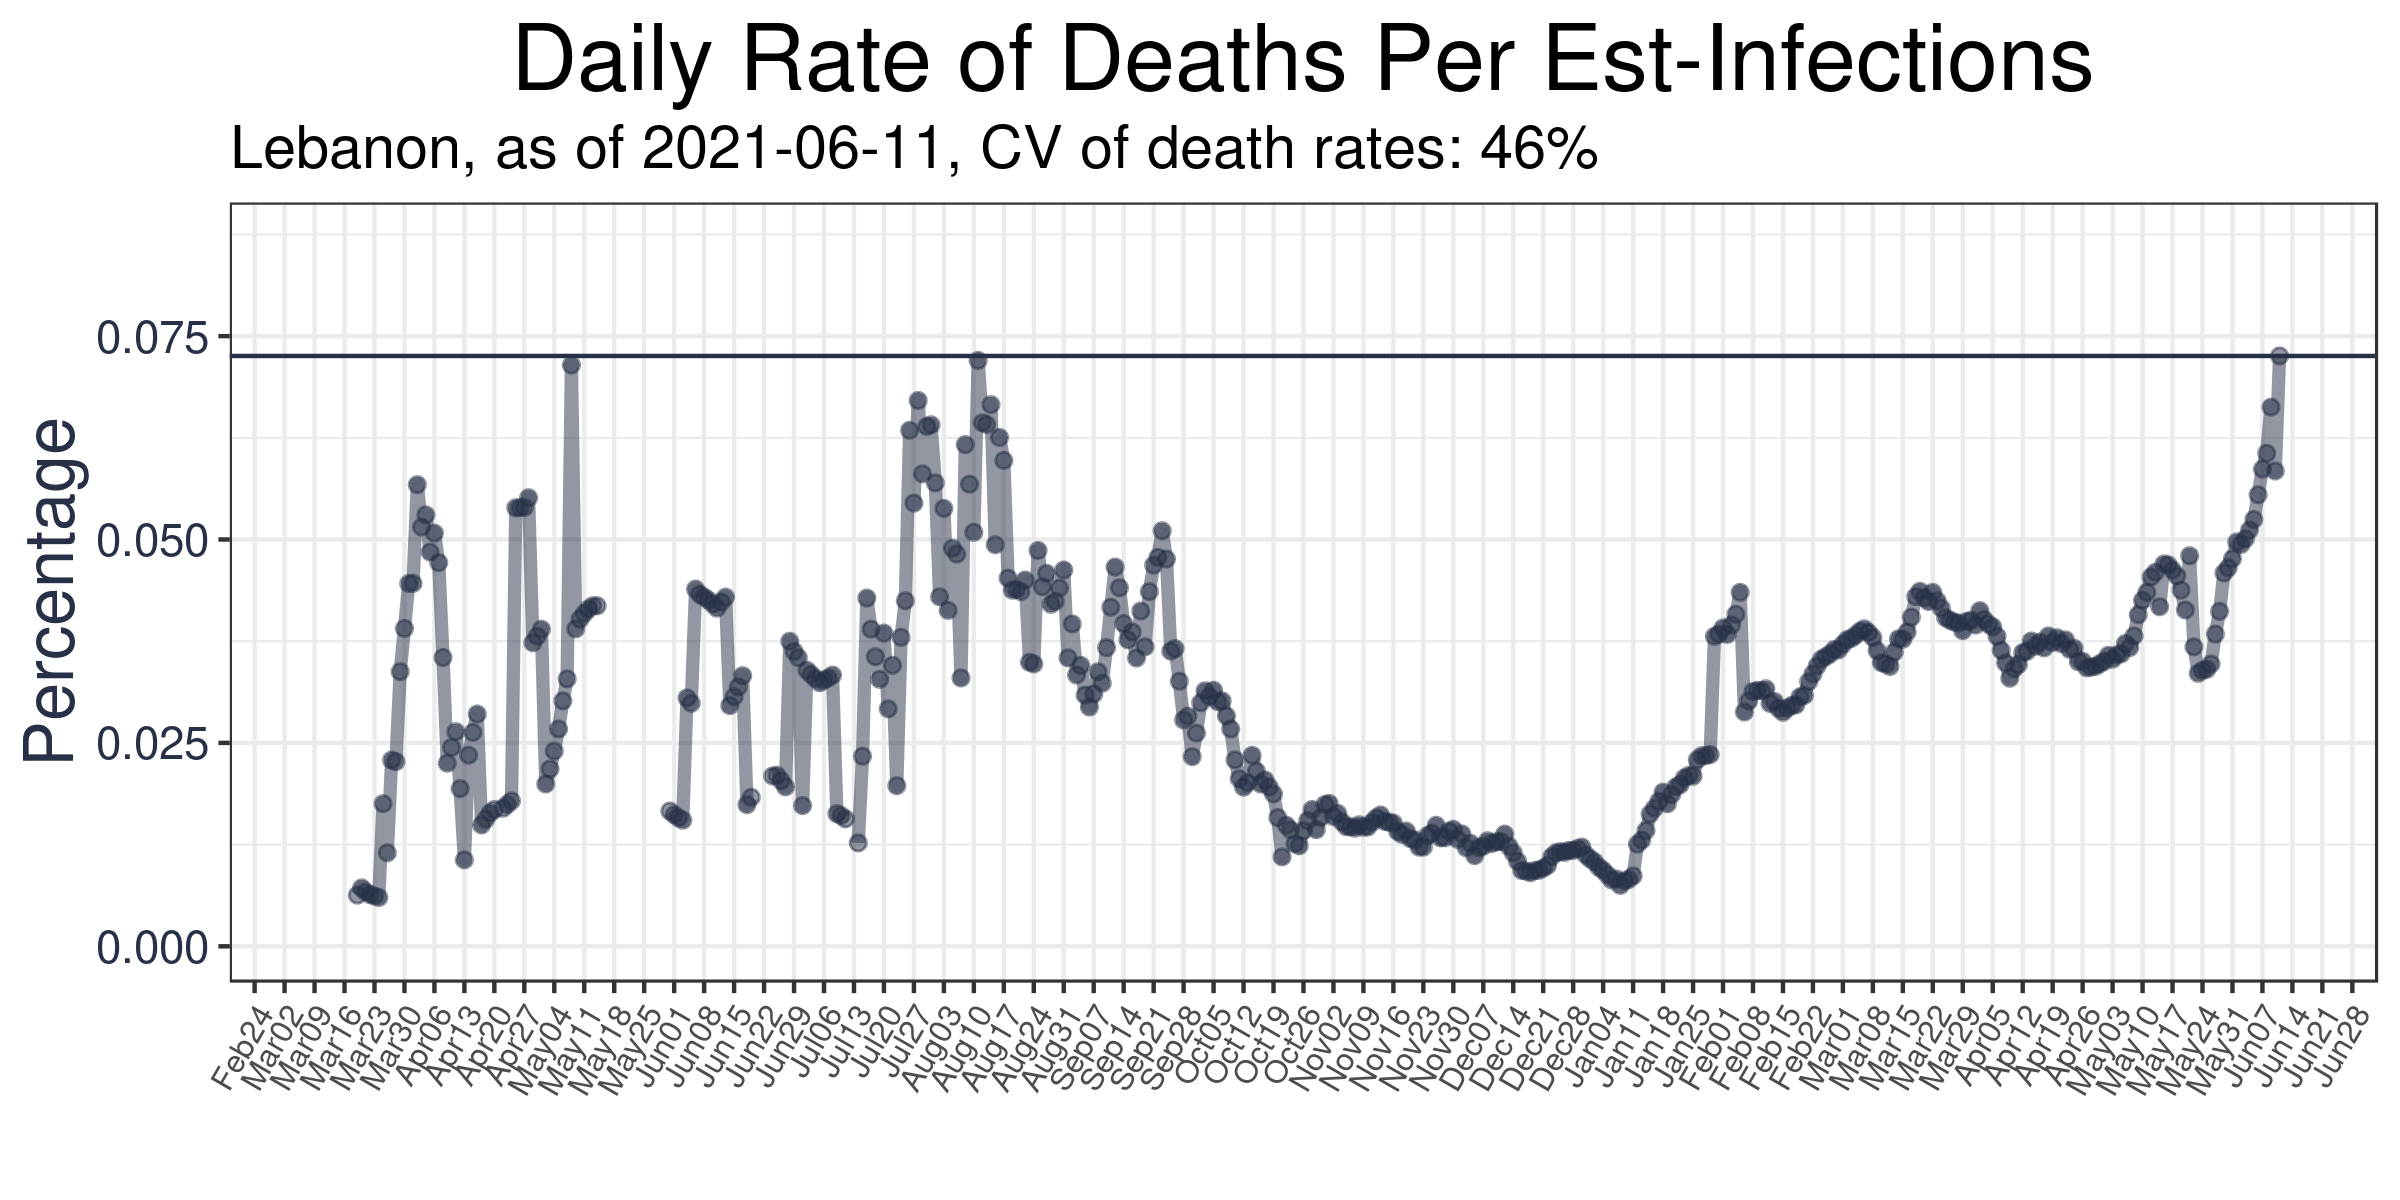 Daily Rate of Deaths Per Est-Infections
Lebanon, as of 2021-06-11, CV of death rates: 46%
Percentage
0.075
0.050
0.025
0.000
Feb24
Mar02
Mar09
Mar16
Mar23
Mar30
Apr06
Apr13
Apr20
Apr27
May04
May11
May18
May25
Jun01
Jun08
Jun15
Jun22
Jun29
Jul06
Jul13
Jul20
Jul27
Aug03
Aug10
Aug17
Aug24
Aug31
Sep07
Sep14
Sep21
Sep28
Oct05
Oct12
Oct19
Oct26
Nov02
Nov09
Nov16
Nov23
Nov30
Dec07
Dec14
Dec21
Dec28
Jan04
Jan11
Jan18
Jan25
Feb01
Feb08
Feb15
Feb22
Mar01
Mar08
Mar15
Mar22
Mar29
Apr05
Apr12
Apr19
Apr26
May03
May10
May17
May24
May31
Jun07
Jun14
Jun21
Jun28